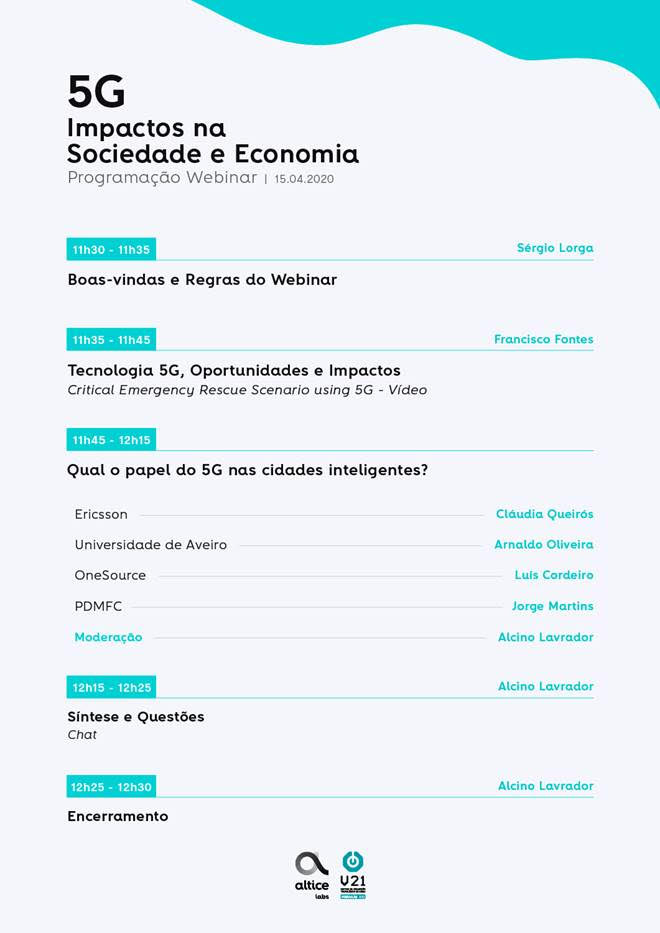 5G
Impactos na
Sociedade e Economia
Programação Webinar | 15.04.2020
11h30 - 11h35 Sérgio Lorga
Boas-vindas e Regras do Webinar
11h35 - 11h45 Francisco Fontes
Tecnologia 5G, Oportunidades e Impactos
Critical Emergency Rescue Scenario using 5G - Vídeo
11h45 - 12h15
Qual o papel do 5G nas cidades inteligentes?
Ericsson Cláudia Queirós
Universidade de Aveiro Arnaldo Oliveira
OneSource Luís Cordeiro
PDMFC Jorge Martins
Moderação Alcino Lavrador
12h15 - 12h25 Alcino Lavrador
Síntese e Questões
Chat
12h25 - 12h30 Alcino Lavrador
Encerramento
altice
labs
V21